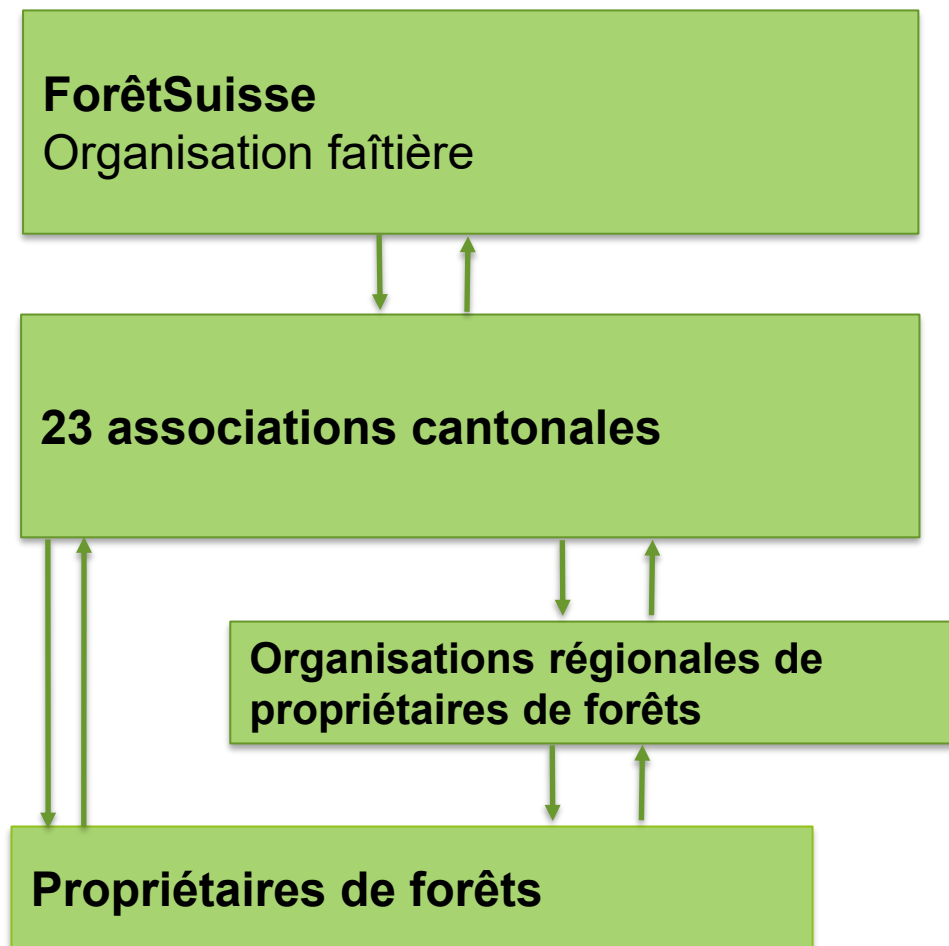 ForêtSuisse
Organisation faîtière
23 associations cantonales
Organisations régionales de
propriétaires de forêts
Propriétaires de forêts